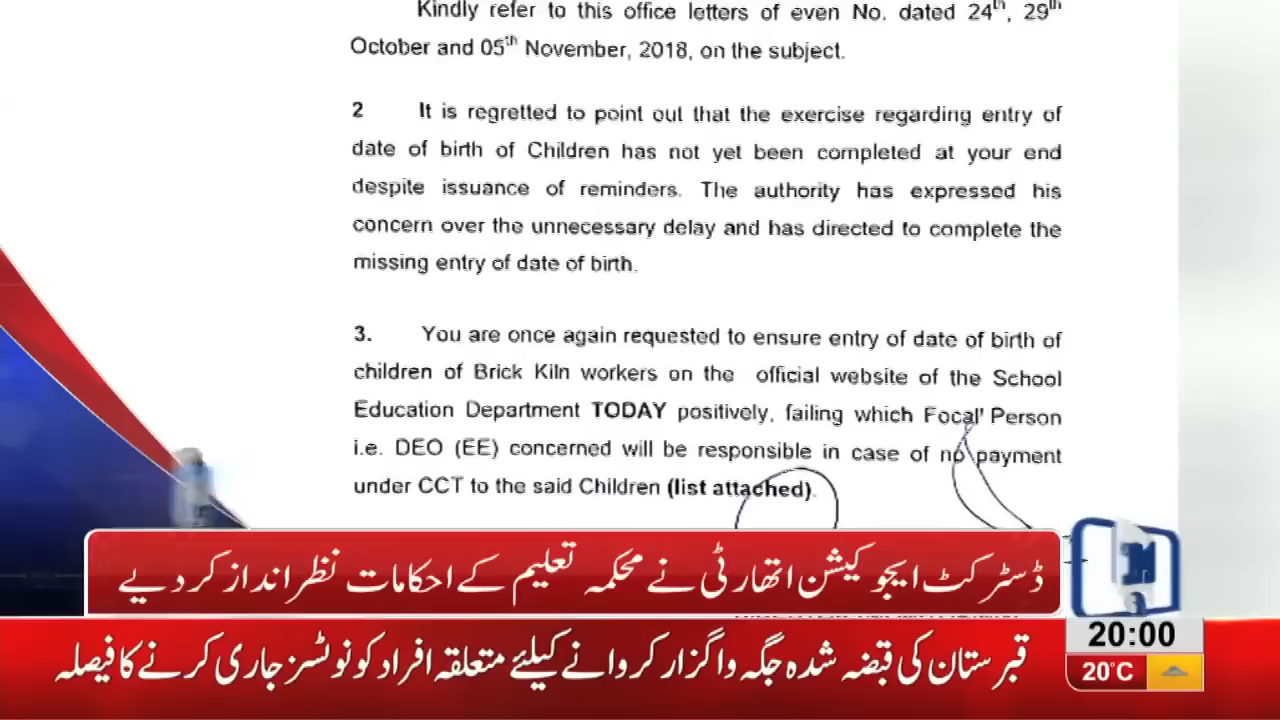 Kindly refer to this office letters of even No. dated 24th, 29th
October and 05th November, 2018, on the subject.
2 It is regretted to point out that the exercise regarding entry of
date of birth of Children has not yet been completed at your end
despite issuance of reminders. The authority has expressed his
concern over the unnecessary delay and has directed to complete the
missing entry of date of birth.
3. You are once again requested to ensure entry of date of birth of
children of Brick Kiln workers on the official website of the School
Education Department TODAY positively, failing which Focal Person
i.e. DEO (EE) concerned will be responsible in case of no payment
under CCT to the said Children (list attached).
ڈسٹرکٹ ایجوکیشن اتھارٹی نے محکمہ تعلیم کے احکامات نظر انداز کر دیے
قبرستان کی قبضہ شدہ جگہ واگزار کروانے کیلئے متعلقہ افراد کو نوٹسز جاری کرنے کا فیصلہ
20:00
20°C